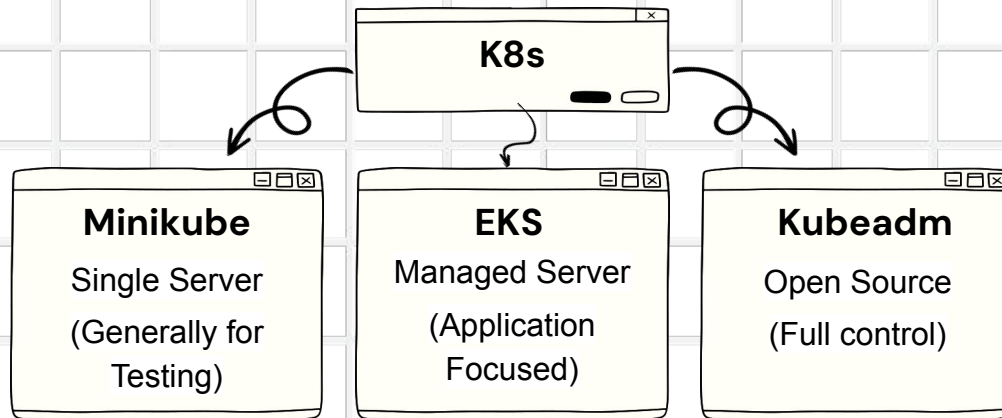 K8s
Minikube
Single Server
(Generally for
Testing)
EKS
Managed Server
(Application
Focused)
Kubeadm
Open Source
(Full control)